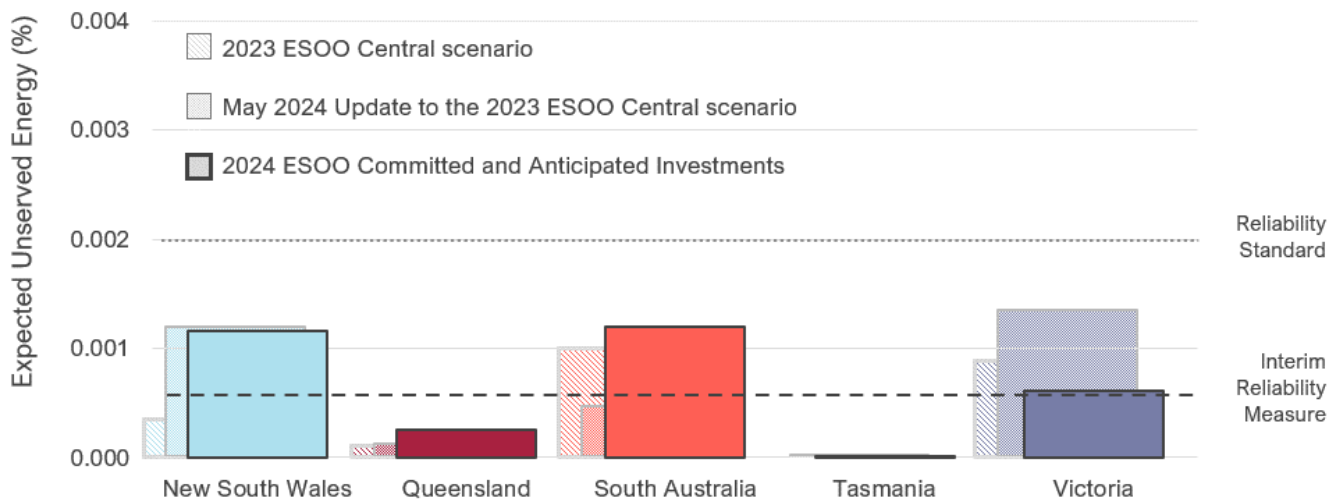 Expected Unserved Energy (%)
0.004
0.003
0.002
0.001
0.000
2023 ESOO Central scenario
May 2024 Update to the 2023 ESOO Central scenario
2024 ESOO Committed and Anticipated Investments
Reliability
Standard
Interim
Reliability
Measure
New South Wales
Queensland
South Australia
Tasmania
Victoria